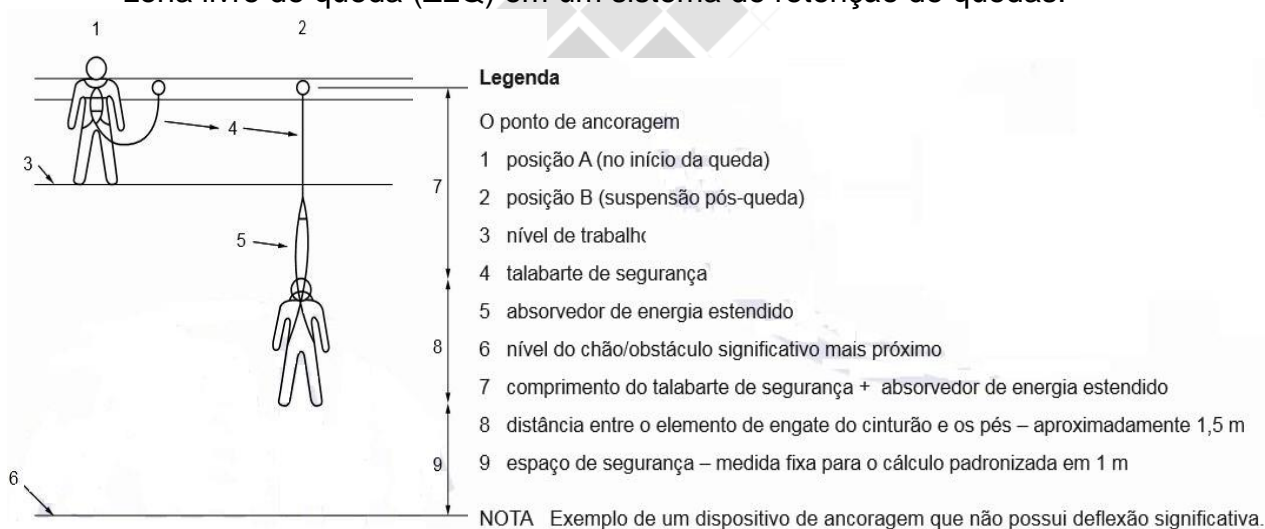 zona livre de queda (ZLQ) em um sistema de retenção de quedas.
1
2
3
4
5
6
7
8
9
Legenda
O ponto de ancoragem
1 posição A (no início da queda)
2 posição B (suspensão pós-queda)
3 nível de trabalho
4 talabarte de segurança
5 absorvedor de energia estendido
6 nível do chão/obstáculo significativo mais próximo
7 comprimento do talabarte de segurança + absorvedor de energia estendido
8 distância entre o elemento de engate do cinturão e os pés – aproximadamente 1,5 m
9 espaço de segurança – medida fixa para o cálculo padronizada em 1 m
NOTA Exemplo de um dispositivo de ancoragem que não possui deflexão significativa